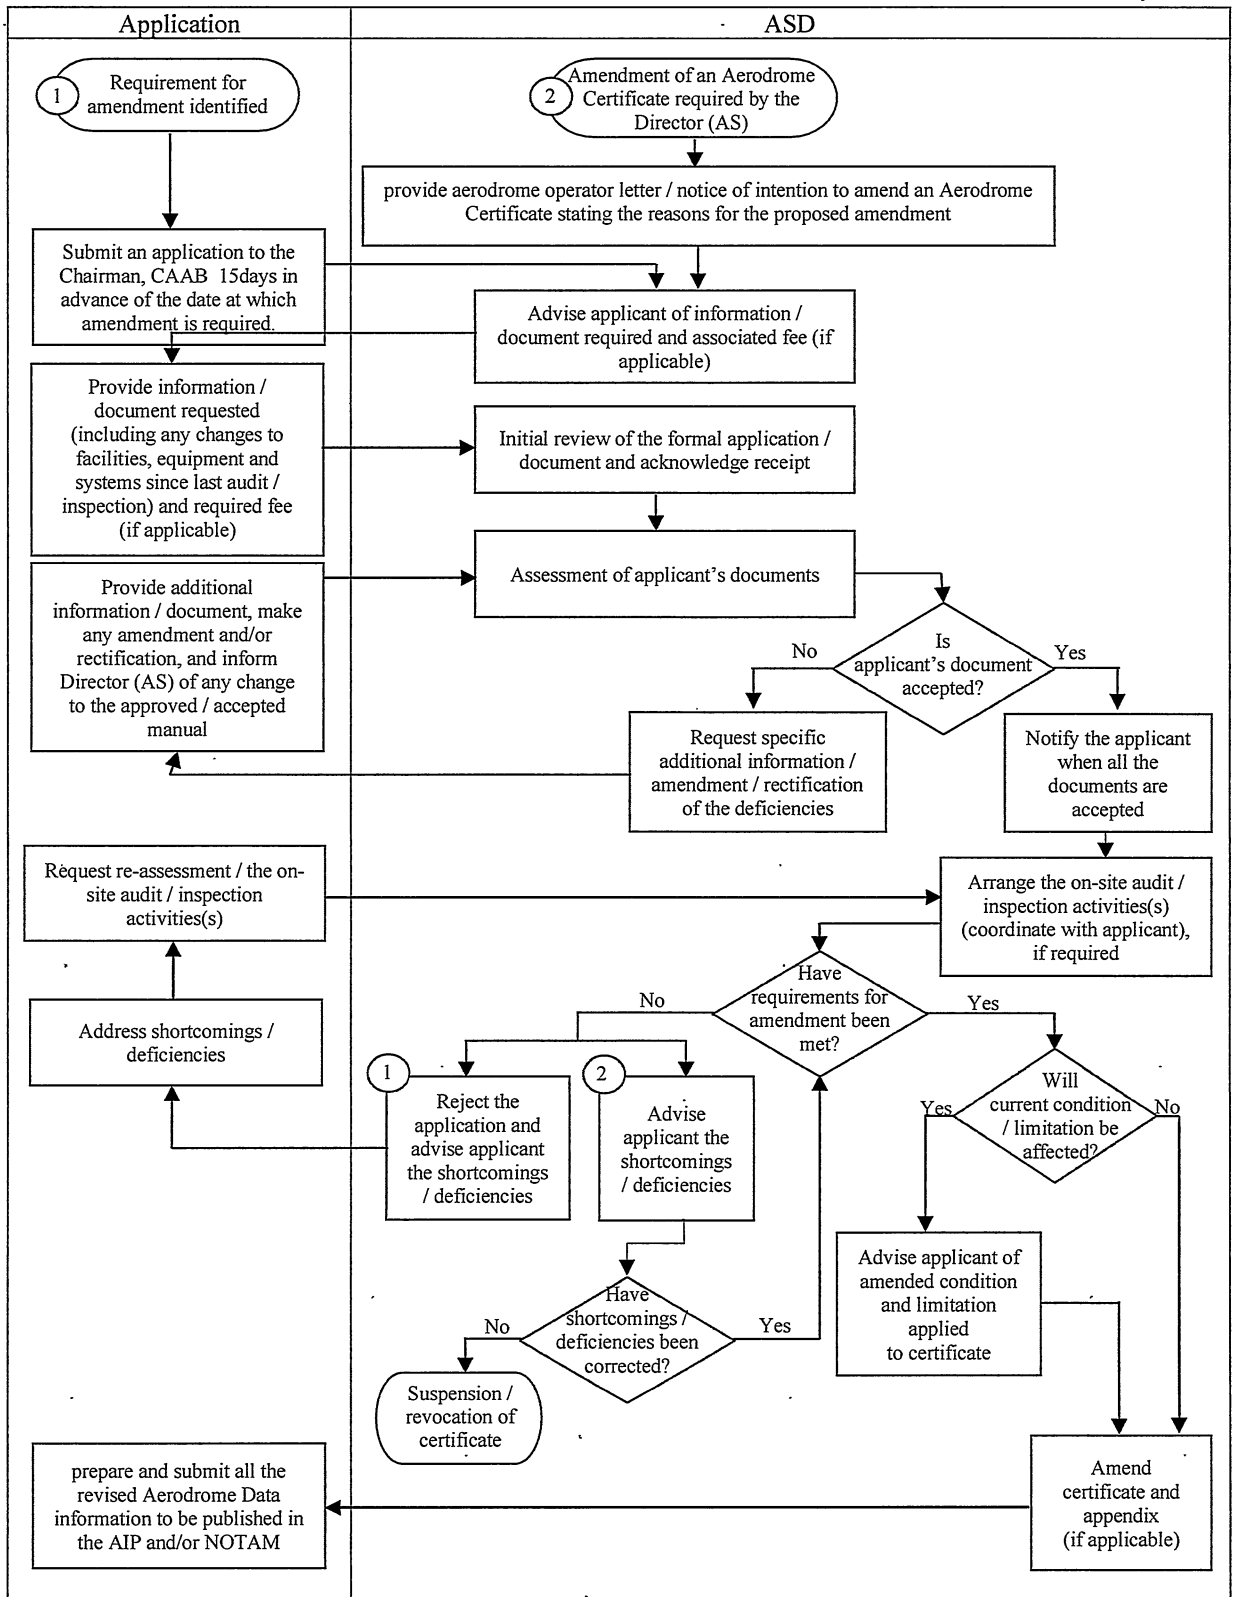 Application
ASD
1
Requirement for
amendment identified
2
Amendment of an Aerodrome
Certificate required by the
Director (AS)
provide aerodrome operator letter / notice of intention to amend an Aerodrome
Certificate stating the reasons for the proposed amendment
Submit an application to the
Chairman, CAAB 15days in
advance of the date at which
amendment is required.
Advise applicant of information /
document required and associated fee (if
applicable)
Provide information /
document requested
(including any changes to
facilities, equipment and
systems since last audit /
inspection) and required fee
(if applicable)
Initial review of the formal application /
document and acknowledge receipt
Assessment of applicant's documents
Provide additional
information / document, make
any amendment and/or
rectification, and inform
Director (AS) of any change
to the approved / accepted
manual
Is
applicant's document
accepted?
No
Yes
Request specific
additional information /
amendment / rectification
of the deficiencies
Notify the applicant
when all the
documents are
accepted
Request re-assessment / the on-
site audit / inspection
activities(s)
Arrange the on-site audit /
inspection activities(s)
(coordinate with applicant),
if required
Have
requirements for
amendment been
met?
No
Yes
Address shortcomings /
deficiencies
1
Reject the
application and
advise applicant
the shortcomings
/ deficiencies
2
Advise
applicant the
shortcomings
/ deficiencies
Will
current condition
/ limitation be
affected?
Yes
No
Advise applicant of
amended condition
and limitation
applied
to certificate
Have
shortcomings /
deficiencies been
corrected?
No
Yes
Suspension /
revocation of
certificate
Amend
certificate and
appendix
(if applicable)
prepare and submit all the
revised Aerodrome Data
information to be published in
the AIP and/or NOTAM